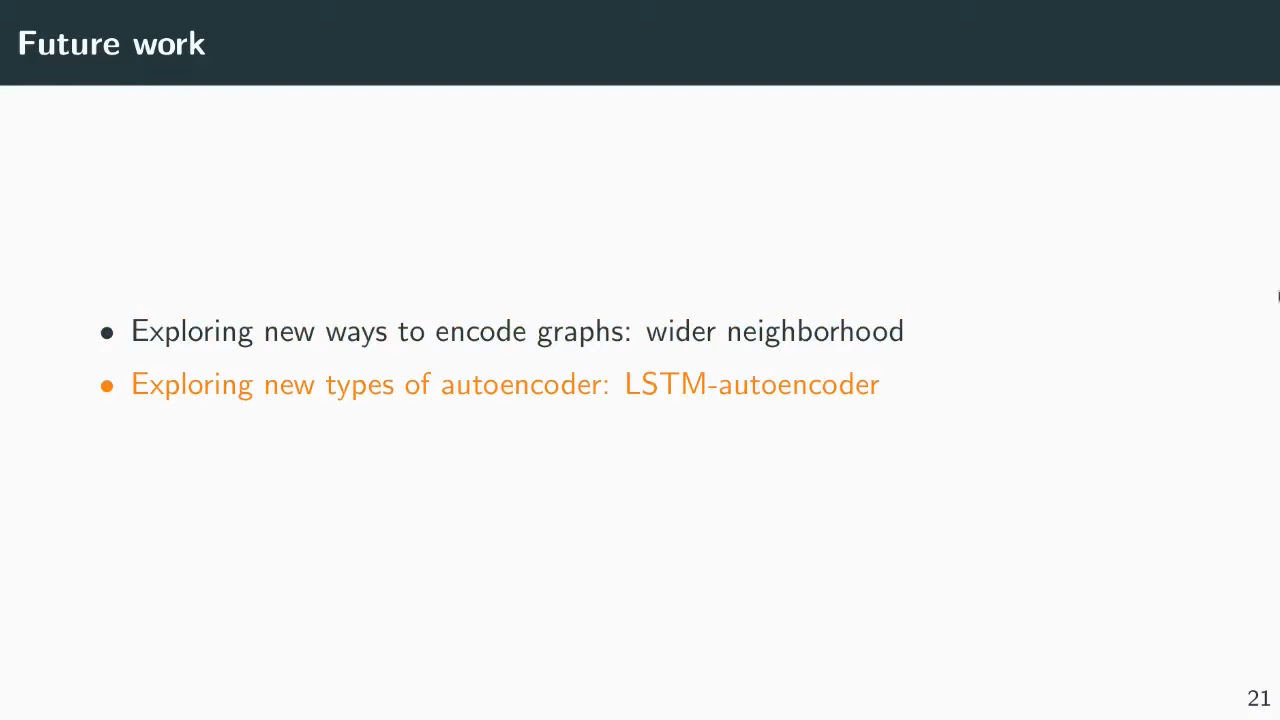 Future work
• Exploring new ways to encode graphs: wider neighborhood
• Exploring new types of autoencoder: LSTM-autoencoder
21